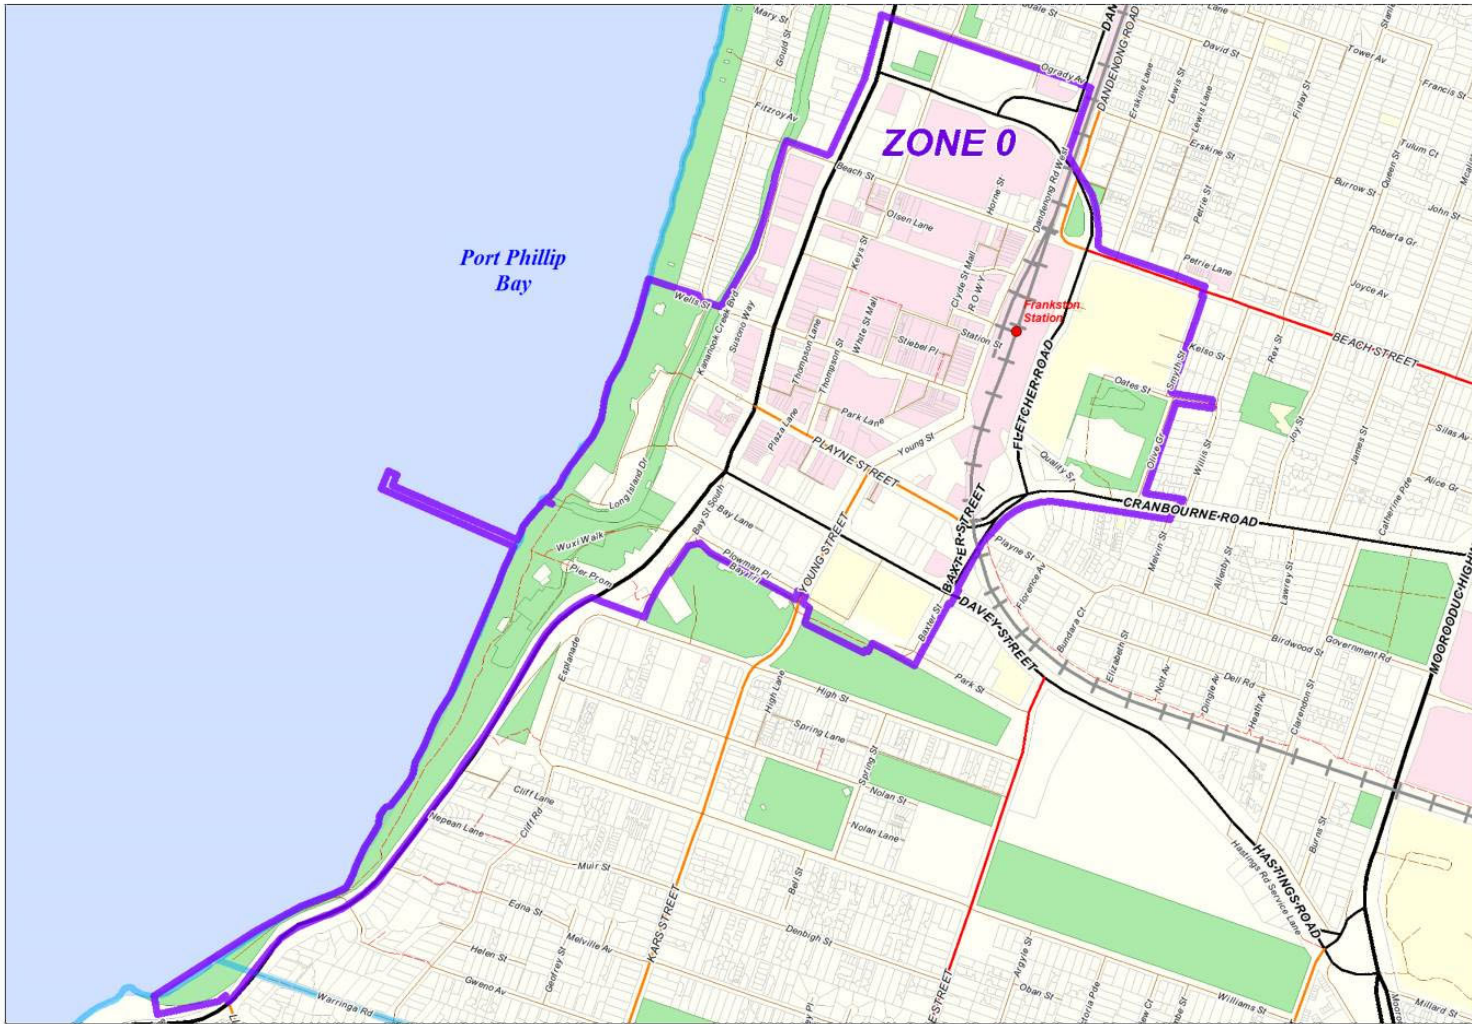 Mary St
Gould St
Fitzroy Av
ZONE 0
Ogrady Av
DANDENONG ROAD
David St
Tower Av
Francis St
Erskine Lane
Lewis St
Lewis Lane
Finlay St
Erskine St
Tulum Ct
Queen St
Burrow St
Petrie St
John St
Roberta Gr
Petrie Lane
Joyce Av
Beach St
Olsen Lane
Horne St
Dandenong Rd West
Keys St
Clyde St Mall
ROWY
Port Phillip
Bay
Wells St
Kananook Creek Blvd
Susono Way
Thompson Lane
Thompson St
White St Mall
Stiebel Pl
Station St
Frankston
Station
FLETCHER ROAD
BEACH STREET
Kelso St
Rex St
Smyth St
Oates St
Plaza Lane
Park Lane
Young St
PLAYNE STREET
Quality St
Olive Gr
Willis St
Joy St
James St
Silas Av
Alice Gr
Catherine Pde
Long Island Dr
Bay St South
Bay Lane
BAXTER STREET
CRANBOURNE ROAD
Wuxi Walk
Pier Prom
Plowman Pl
Bay Trl
YOUNG STREET
Playne St
Florence Av
Melvin St
Allenby St
Lawrey St
Baxter St
DAVEY STREET
Bundara Ct
Elizabeth St
Birdwood St
Government Rd
Esplanade
High Lane
High St
Park St
Nott Av
Dell Rd
Dingle Av
Heath Av
Clarendon St
Spring Lane
Spring St
Nolan St
Nolan Lane
Cliff Lane
Cliff Rd
Nepean Lane
Muir St
Bell St
Burns St
HASTINGS ROAD
Hastings Rd Service Lane
Edna St
KARS STREET
Denbigh St
Helen St
Geofrey St
Melville Av
Gweno Av
Argyle St
Oban St
Williams St
Millard St
Warringa Rd